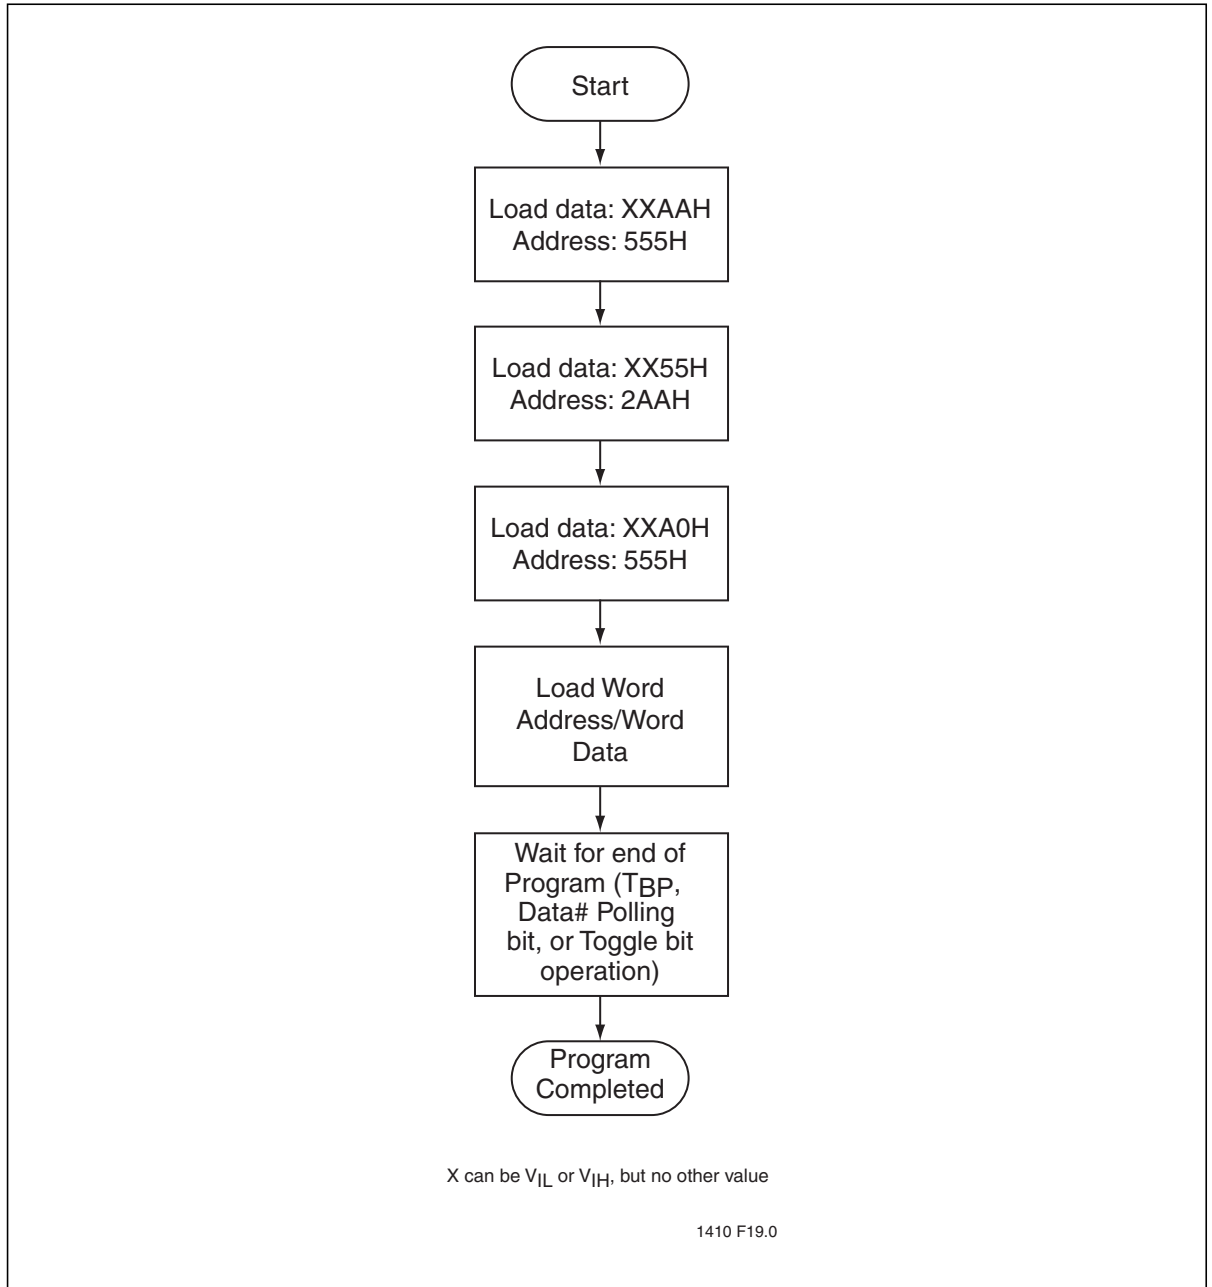 Start
Load data: XXAAH
Address: 555H
Load data: XX55H
Address: 2AAH
Load data: XXA0H
Address: 555H
Load Word
Address/Word
Data
Wait for end of
Program (TBP,
Data# Polling
bit, or Toggle bit
operation)
Program
Completed
X can be VIL or VIH, but no other value
1410 F19.0